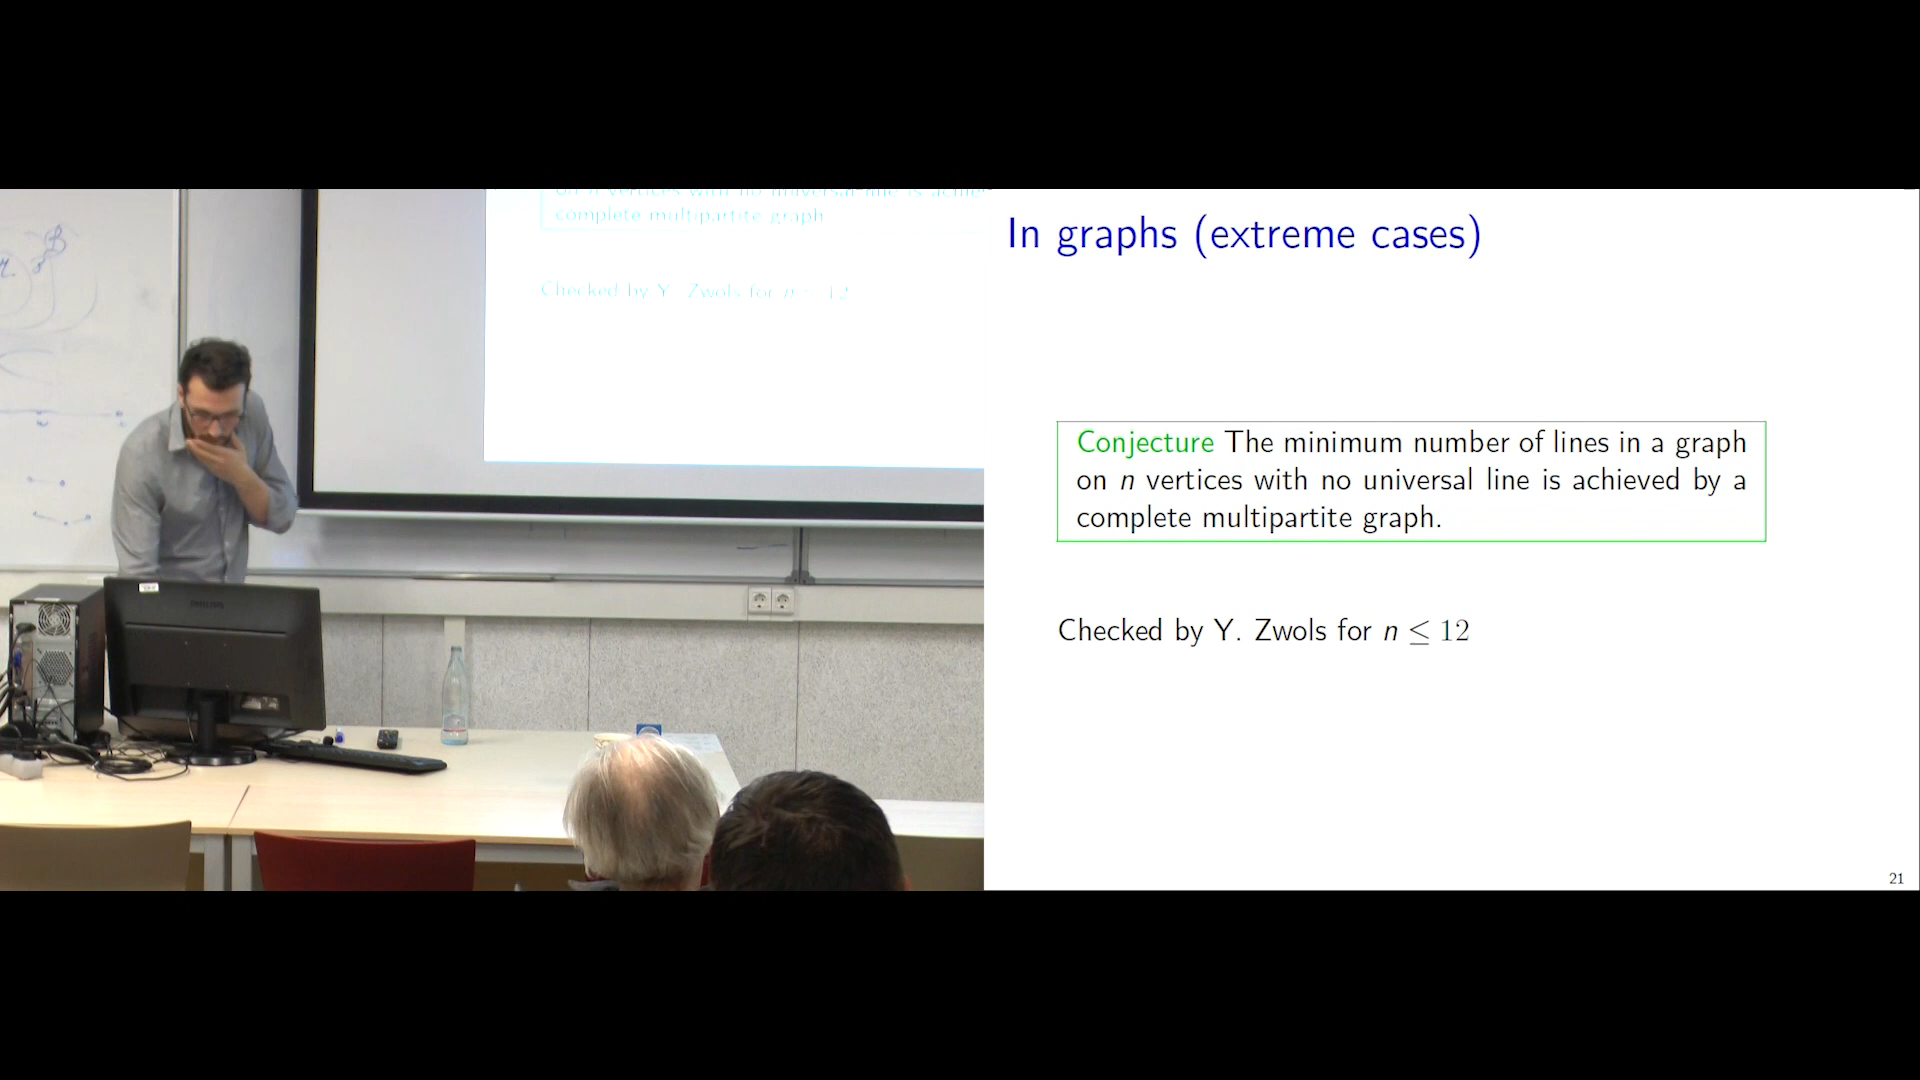 complete multipartite graph
Checked by Y. Zwols for n ≤ 12
In graphs (extreme cases)
Conjecture The minimum number of lines in a graph
on n vertices with no universal line is achieved by a
complete multipartite graph.
Checked by Y. Zwols for n ≤ 12
21